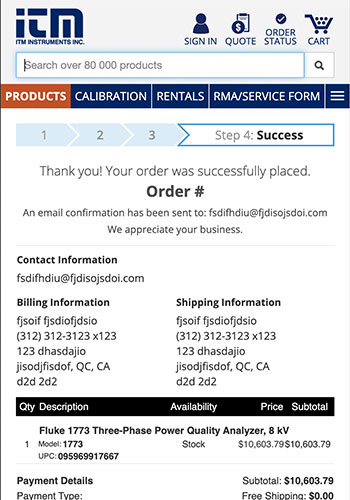 itm
ITM INSTRUMENTS INC.
SIGN IN
QUOTE
ORDER
STATUS
CART
Search over 80 000 products
PRODUCTS CALIBRATION RENTALS RMA/SERVICE FORM
1 2 3 Step 4: Success
Thank you! Your order was successfully placed.
Order #
An email confirmation has been sent to: fsdifhdiu@fjdisojsdoi.com
We appreciate your business.
Contact Information
fsdifhdiu@fjdisojsdoi.com
Billing Information
fjsoif fjsdiofjdsio
(312) 312-3123 x123
123 dhasdajio
jisodjfisdof, QC, CA
d2d 2d2
Shipping Information
fjsoif fjsdiofjdsio
(312) 312-3123 x123
123 dhasdajio
jisodjfisdof, QC, CA
d2d 2d2
Qty Description Availability Price Subtotal
Fluke 1773 Three-Phase Power Quality Analyzer, 8 kV
1 Model: 1773 Stock $10,603.79 $10,603.79
UPC: 095969917667
Payment Details
Subtotal: $10,603.79
Payment Type:
Free Shipping: $0.00